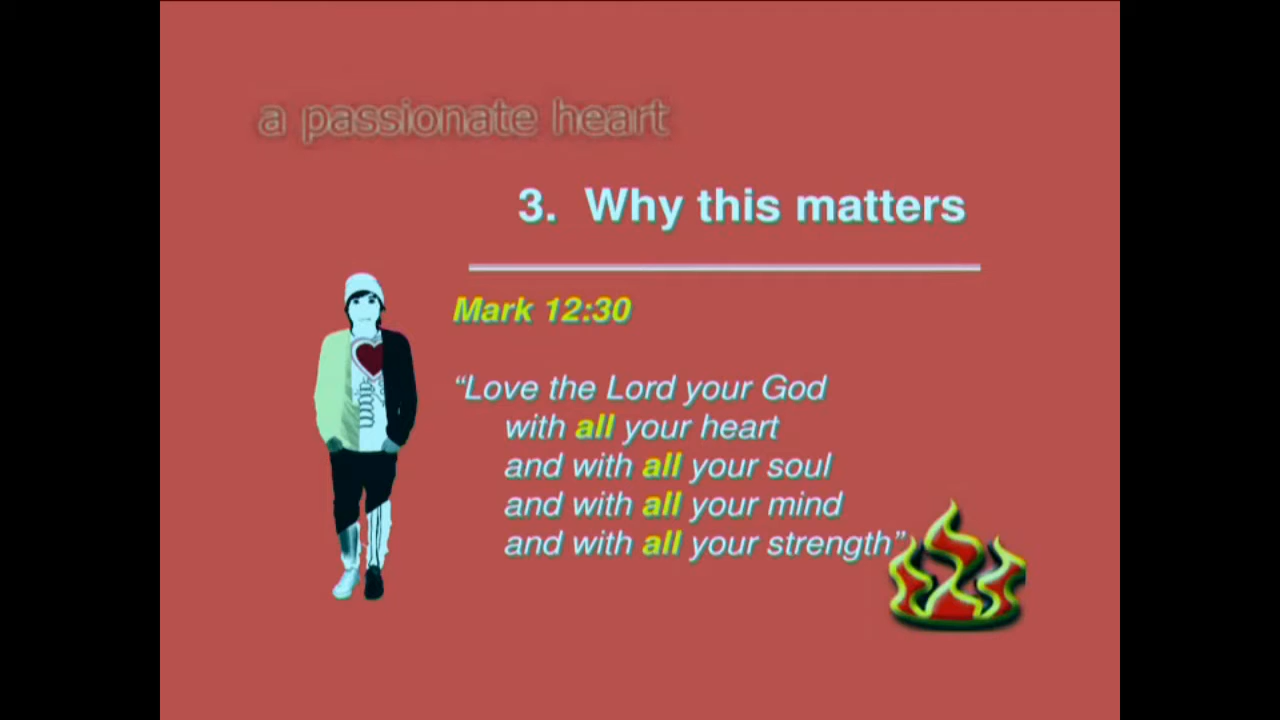 a passionate heart
3. Why this matters
Mark 12:30
“Love the Lord your God
with all your heart
and with all your soul
and with all your mind
and with all your strength”